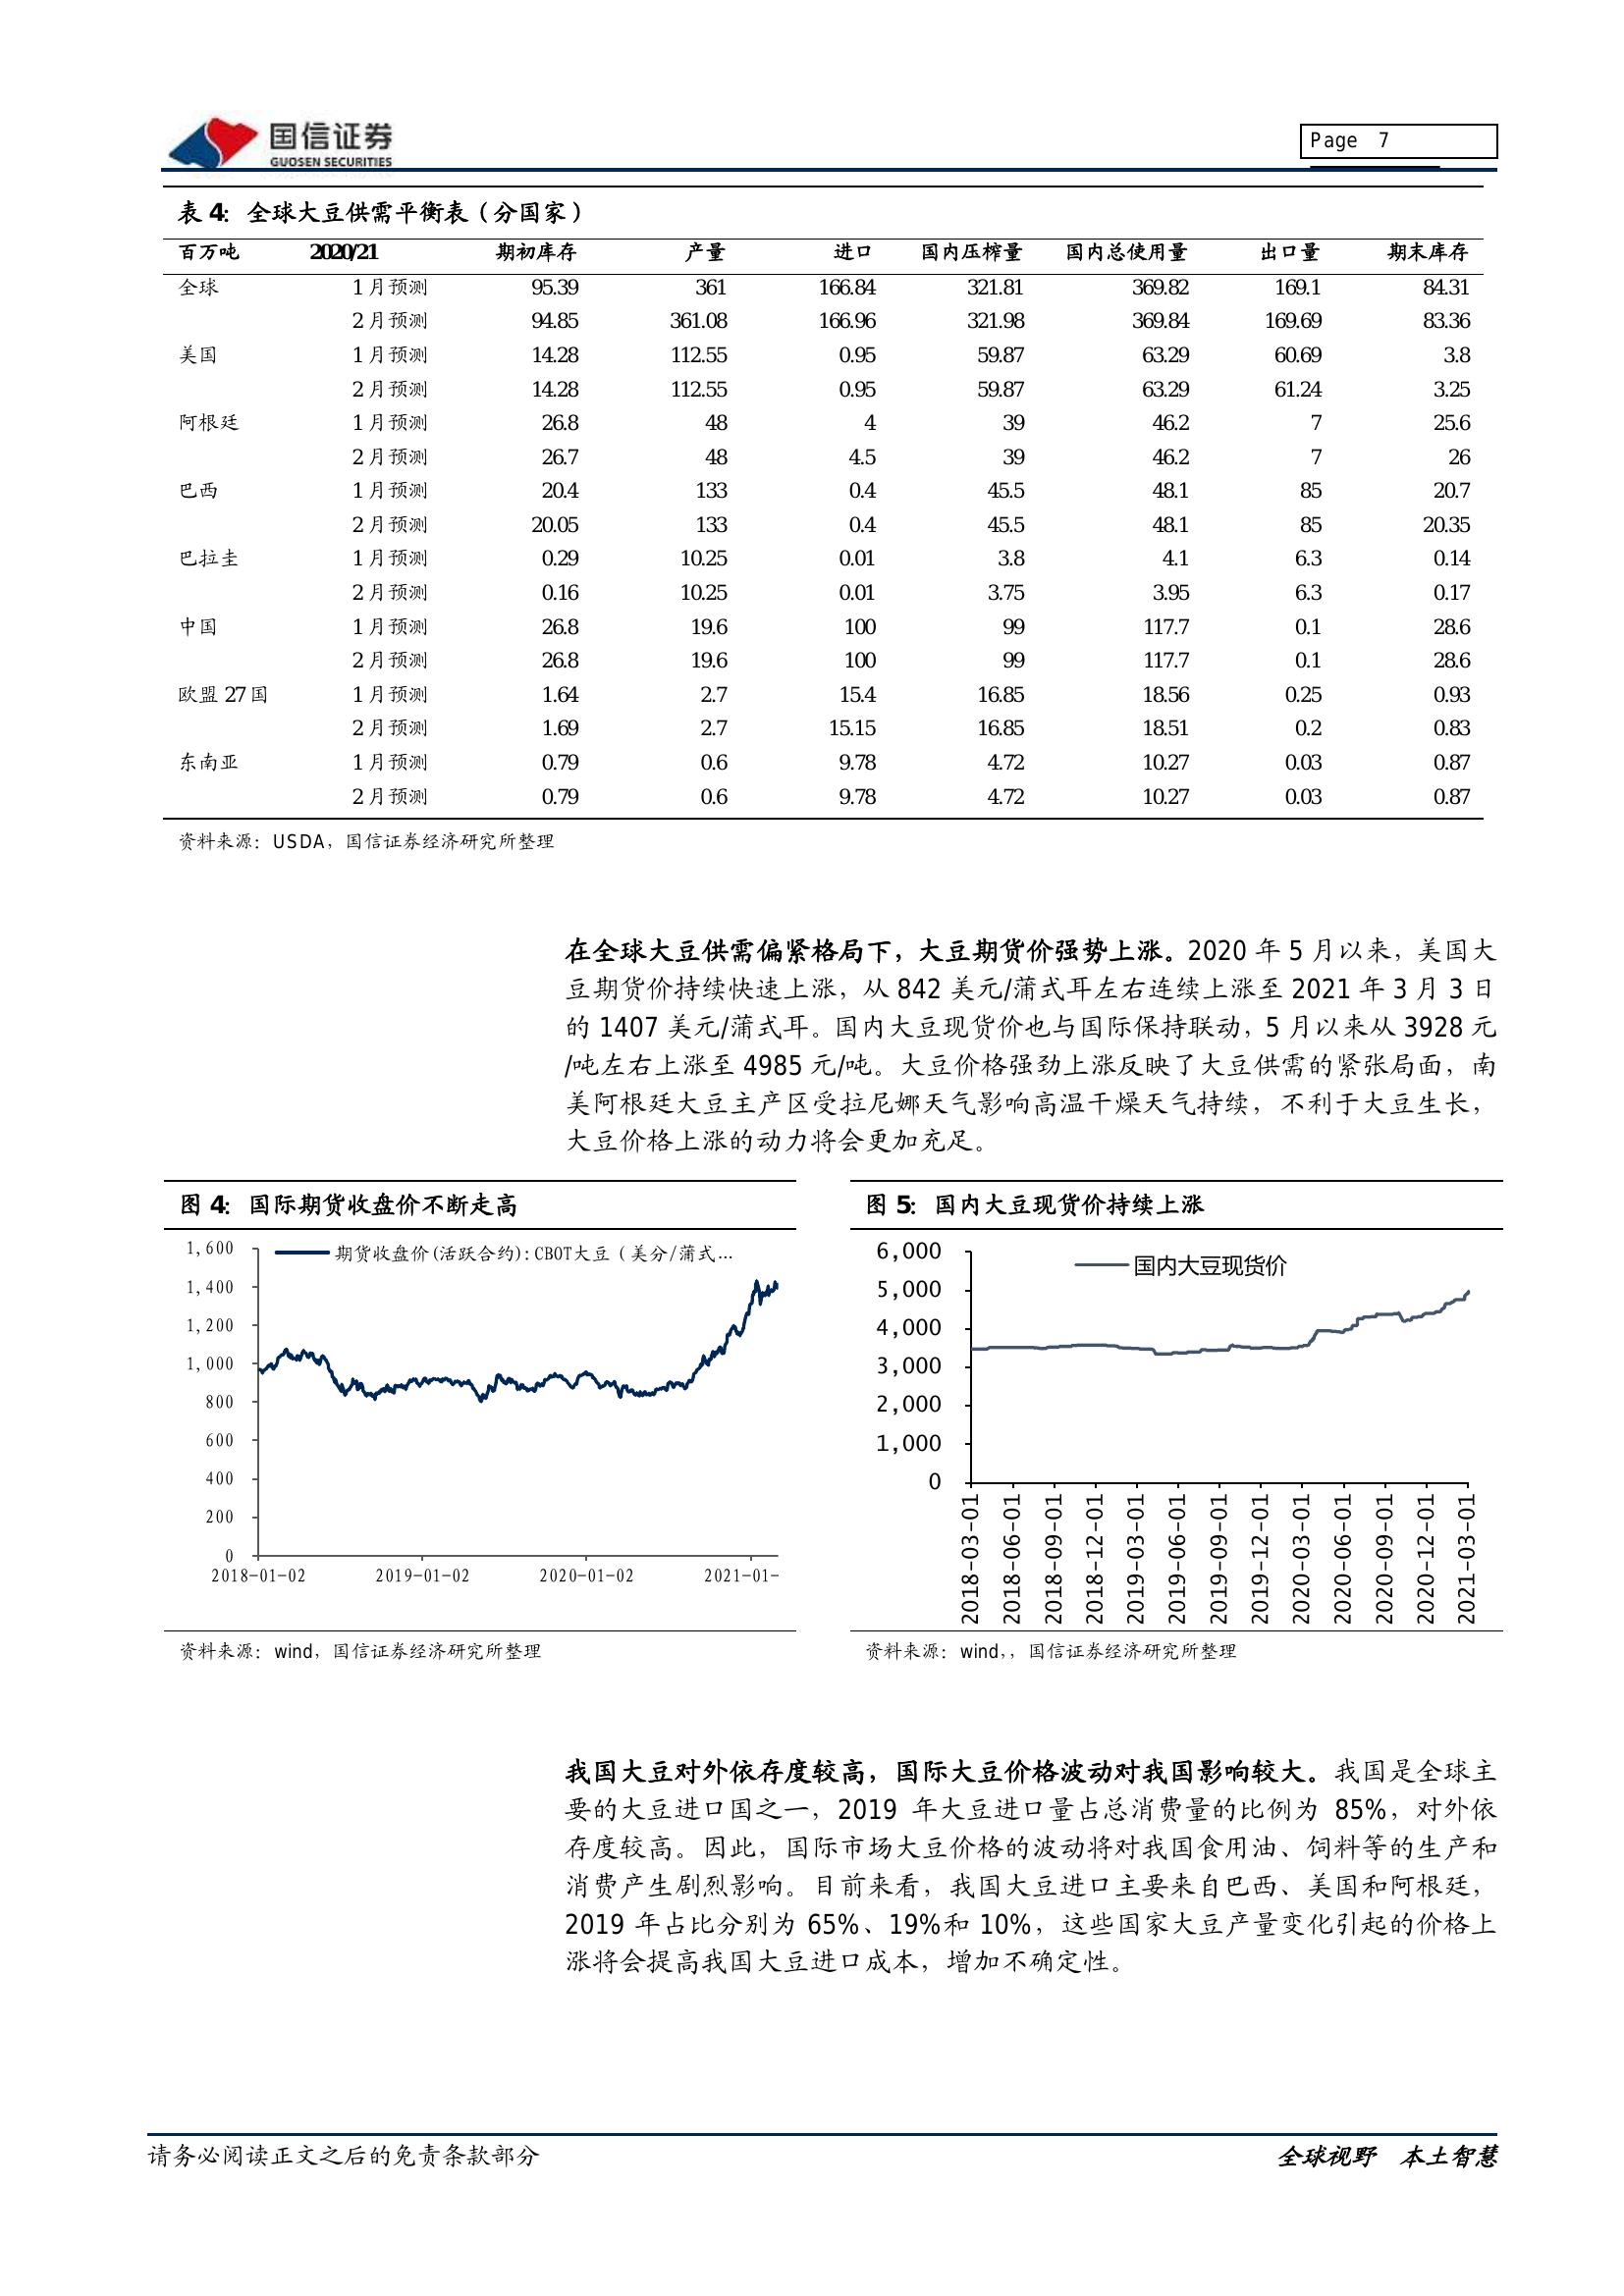 国信证券
GUOSEN SECURITIES
Page 7
表 4：全球大豆供需平衡表（分国家）
百万吨 2020/21 期初库存 产量 进口 国内压榨量 国内总使用量 出口量 期末库存
全球 1 月预测 95.39 361 166.84 321.81 369.82 169.1 84.31
2 月预测 94.85 361.08 166.96 321.98 369.84 169.69 83.36
美国 1 月预测 14.28 112.55 0.95 59.87 63.29 60.69 3.8
2 月预测 14.28 112.55 0.95 59.87 63.29 61.24 3.25
阿根廷 1 月预测 26.8 48 4 39 46.2 7 25.6
2 月预测 26.7 48 4.5 39 46.2 7 26
巴西 1 月预测 20.4 133 0.4 45.5 48.1 85 20.7
2 月预测 20.05 133 0.4 45.5 48.1 85 20.35
巴拉圭 1 月预测 0.29 10.25 0.01 3.8 4.1 6.3 0.14
2 月预测 0.16 10.25 0.01 3.75 3.95 6.3 0.17
中国 1 月预测 26.8 19.6 100 99 117.7 0.1 28.6
2 月预测 26.8 19.6 100 99 117.7 0.1 28.6
欧盟 27 国 1 月预测 1.64 2.7 15.4 16.85 18.56 0.25 0.93
2 月预测 1.69 2.7 15.15 16.85 18.51 0.2 0.83
东南亚 1 月预测 0.79 0.6 9.78 4.72 10.27 0.03 0.87
2 月预测 0.79 0.6 9.78 4.72 10.27 0.03 0.87
资料来源：USDA，国信证券经济研究所整理
在全球大豆供需偏紧格局下，大豆期货价强势上涨。2020 年 5 月以来，美国大
豆期货价持续快速上涨，从 842 美元/蒲式耳左右连续上涨至 2021 年 3 月 3 日
的 1407 美元/蒲式耳。国内大豆现货价也与国际保持联动，5 月以来从 3928 元
/吨左右上涨至 4985 元/吨。大豆价格强劲上涨反映了大豆供需的紧张局面，南
美阿根廷大豆主产区受拉尼娜天气影响高温干燥天气持续，不利于大豆生长，
大豆价格上涨的动力将会更加充足。
图 4：国际期货收盘价不断走高
期货收盘价(活跃合约):CBOT大豆（美分/蒲式...
1,600
1,400
1,200
1,000
800
600
400
200
0
2018-01-02 2019-01-02 2020-01-02 2021-01-
资料来源：wind，国信证券经济研究所整理
图 5：国内大豆现货价持续上涨
国内大豆现货价
6,000
5,000
4,000
3,000
2,000
1,000
0
2018-03-01
2018-06-01
2018-09-01
2018-12-01
2019-03-01
2019-06-01
2019-09-01
2019-12-01
2020-03-01
2020-06-01
2020-09-01
2020-12-01
2021-03-01
资料来源：wind,，国信证券经济研究所整理
我国大豆对外依存度较高，国际大豆价格波动对我国影响较大。我国是全球主
要的大豆进口国之一，2019 年大豆进口量占总消费量的比例为 85%，对外依
存度较高。因此，国际市场大豆价格的波动将对我国食用油、饲料等的生产和
消费产生剧烈影响。目前来看，我国大豆进口主要来自巴西、美国和阿根廷，
2019 年占比分别为 65%、19%和 10%，这些国家大豆产量变化引起的价格上
涨将会提高我国大豆进口成本，增加不确定性。
请务必阅读正文之后的免责条款部分
全球视野 本土智慧